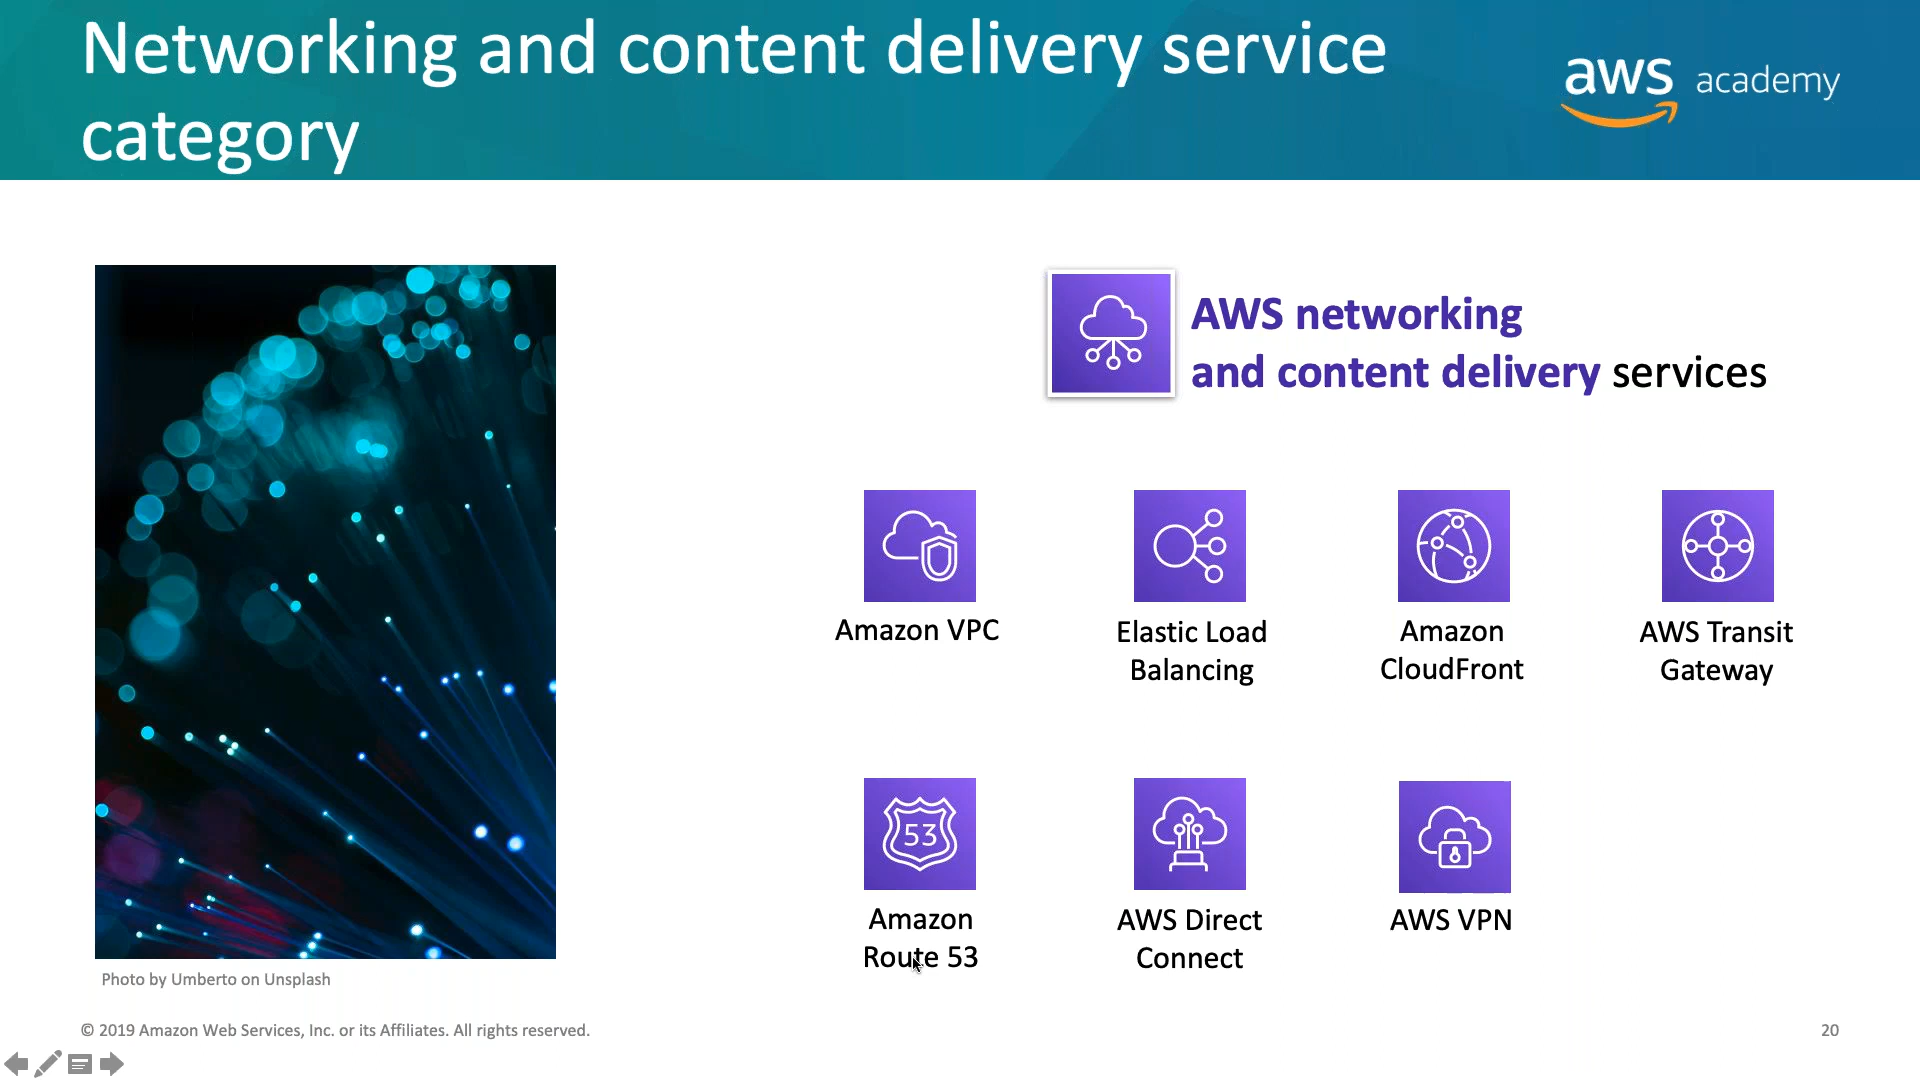 Networking and content delivery service
category
aws academy
AWS networking
and content delivery services
Amazon VPC
Elastic Load
Balancing
Amazon
CloudFront
AWS Transit
Gateway
53
Amazon
Route 53
AWS Direct
Connect
AWS VPN
Photo by Umberto on Unsplash
© 2019 Amazon Web Services, Inc. or its Affiliates. All rights reserved.
20